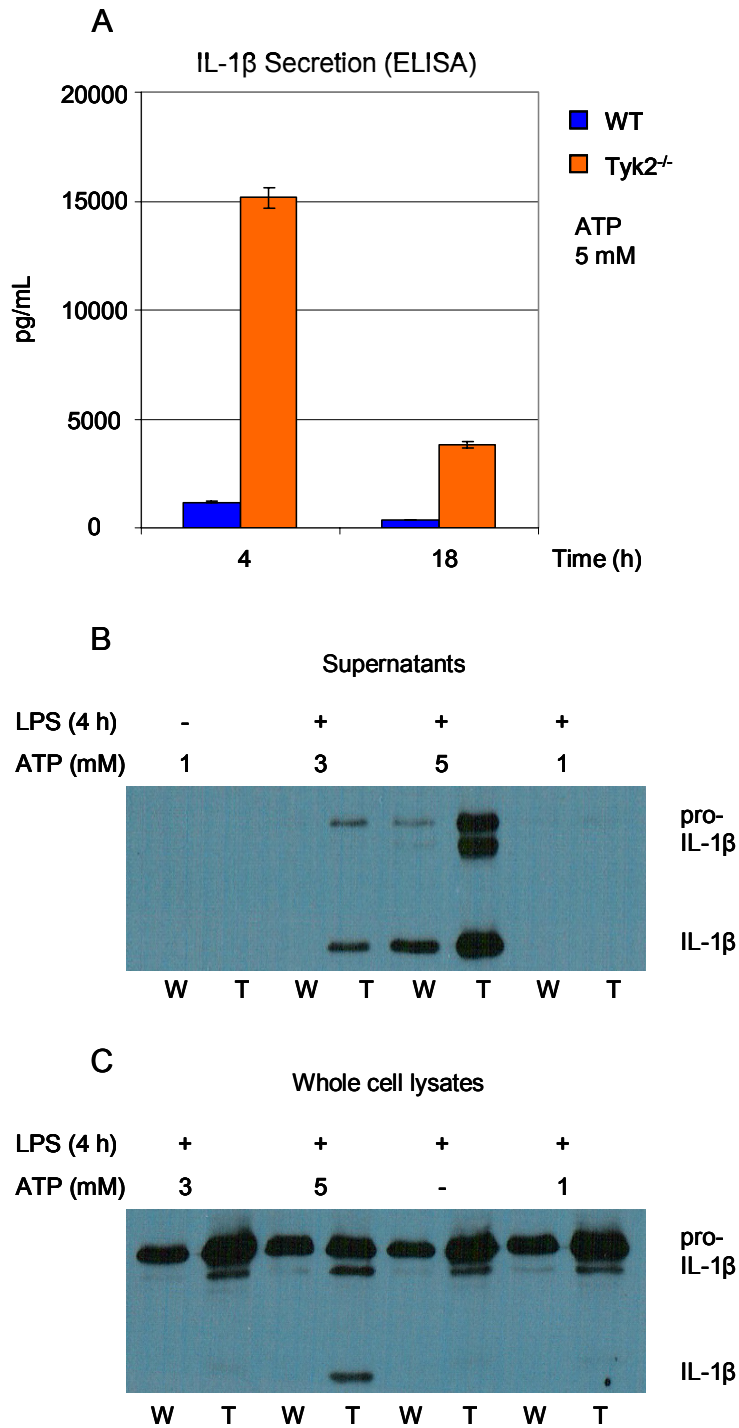 A
IL-1β Secretion (ELISA)
20000
15000
10000
5000
0
pg/mL
4
18
Time (h)
WT
Tyk2-/-
ATP
5 mM
B
Supernatants
LPS (4 h) - + + +
ATP (mM) 1 3 5 1
pro-
IL-1β
IL-1β
W T W T W T W T
C
Whole cell lysates
LPS (4 h) + + + +
ATP (mM) 3 5 - 1
pro-
IL-1β
IL-1β
W T W T W T W T